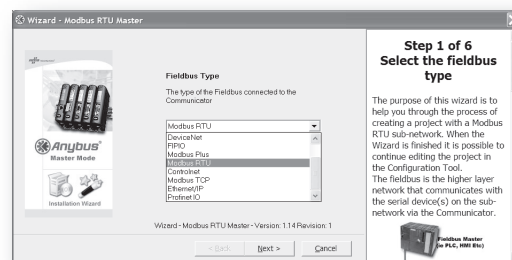 Wizard - Modbus RTU Master
Anybus®
Master Mode
Installation Wizard
Fieldbus Type
The type of the Fieldbus connected to the
Communicator
Modbus RTU
DeviceNet
FIPIO
Modbus Plus
Modbus RTU
Controlnet
Modbus TCP
Ethernet/IP
Profinet IO
Wizard - Modbus RTU Master - Version: 1.14 Revision: 1
< Back
Next >
Cancel
Step 1 of 6
Select the fieldbus
type
The purpose of this wizard is to
help you through the process of
creating a project with a Modbus
RTU sub-network. When the
Wizard is finished it is possible to
continue editing the project in
the Configuration Tool.
The fieldbus is the higher layer
network that communicates with
the serial device(s) on the sub-
network via the Communicator.
Fieldbus Master
(ie PLC, HMI Etc)